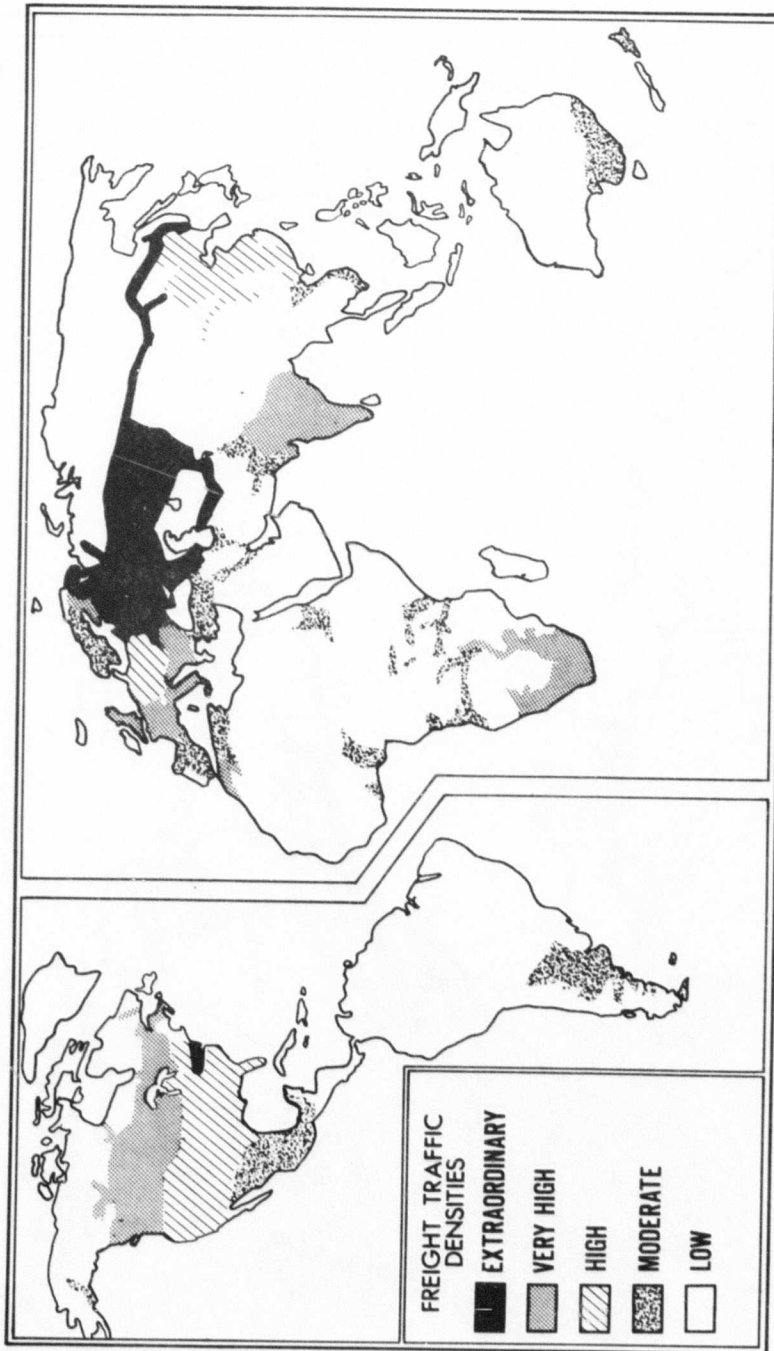 FREIGHT TRAFFIC
DENSITIES
EXTRAORDINARY
VERY HIGH
HIGH
MODERATE
LOW